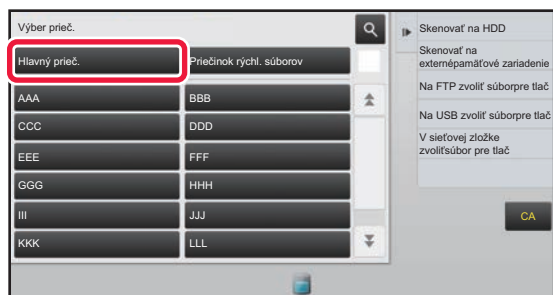 Výber prieč.
Hlavný prieč.
Priečinok rýchl. súborov
AAA
BBB
CCC
DDD
EEE
FFF
GGG
HHH
III
JJJ
KKK
LLL
Skenovať na HDD
Skenovať na
externépamäťové zariadenie
Na FTP zvoliť súborpre tlač
Na USB zvoliť súborpre tlač
V sieťovej zložke
zvoliťsúbor pre tlač
CA